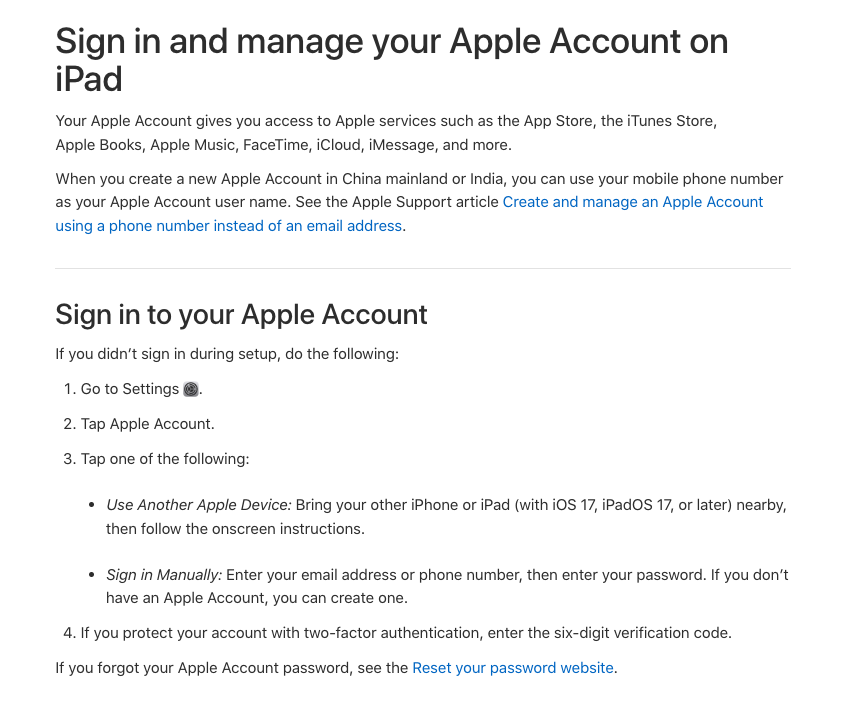 Sign in and manage your Apple Account on
iPad
Your Apple Account gives you access to Apple services such as the App Store, the iTunes Store,
Apple Books, Apple Music, FaceTime, iCloud, iMessage, and more.
When you create a new Apple Account in China mainland or India, you can use your mobile phone number
as your Apple Account user name. See the Apple Support article Create and manage an Apple Account
using a phone number instead of an email address.
Sign in to your Apple Account
If you didn’t sign in during setup, do the following:
1. Go to Settings .
2. Tap Apple Account.
3. Tap one of the following:
• Use Another Apple Device: Bring your other iPhone or iPad (with iOS 17, iPadOS 17, or later) nearby,
then follow the onscreen instructions.
• Sign in Manually: Enter your email address or phone number, then enter your password. If you don’t
have an Apple Account, you can create one.
4. If you protect your account with two-factor authentication, enter the six-digit verification code.
If you forgot your Apple Account password, see the Reset your password website.